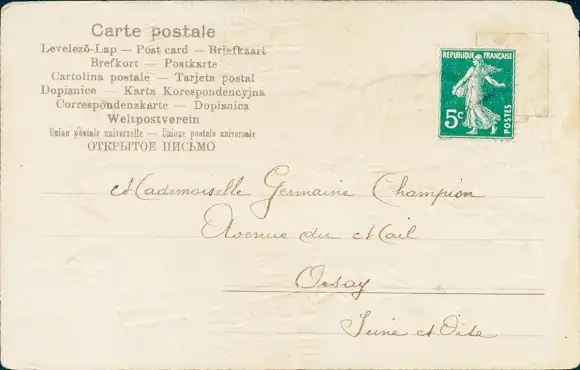 Carte postale
Levelező-Lap — Post card — Briefkaart
Brefkort — Postkarte
Cartolina postale — Tarjeta postal
Dopisnice — Karta Korespondencyjna
Correspondenzkarte — Dopisnica
Weltpostverein
Union postale universelle — Unione postale universale
ОТКРЫТОЕ ПИСЬМО
REPUBLIQUE FRANÇAISE
5c
POSTES
Mademoiselle Germaine Champion
Avenue du Mail
Orsay
Seine et Oise